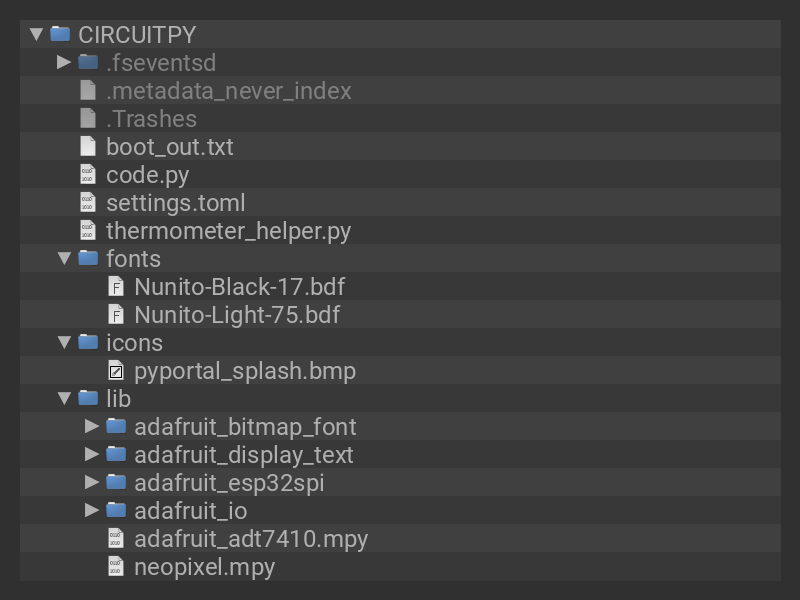 CIRCUITPY
.fseventsd
.metadata_never_index
.Trashes
boot_out.txt
code.py
settings.toml
thermometer_helper.py
fonts
Nunito-Black-17.bdf
Nunito-Light-75.bdf
icons
pyportal_splash.bmp
lib
adafruit_bitmap_font
adafruit_display_text
adafruit_esp32spi
adafruit_io
adafruit_adt7410.mpy
neopixel.mpy